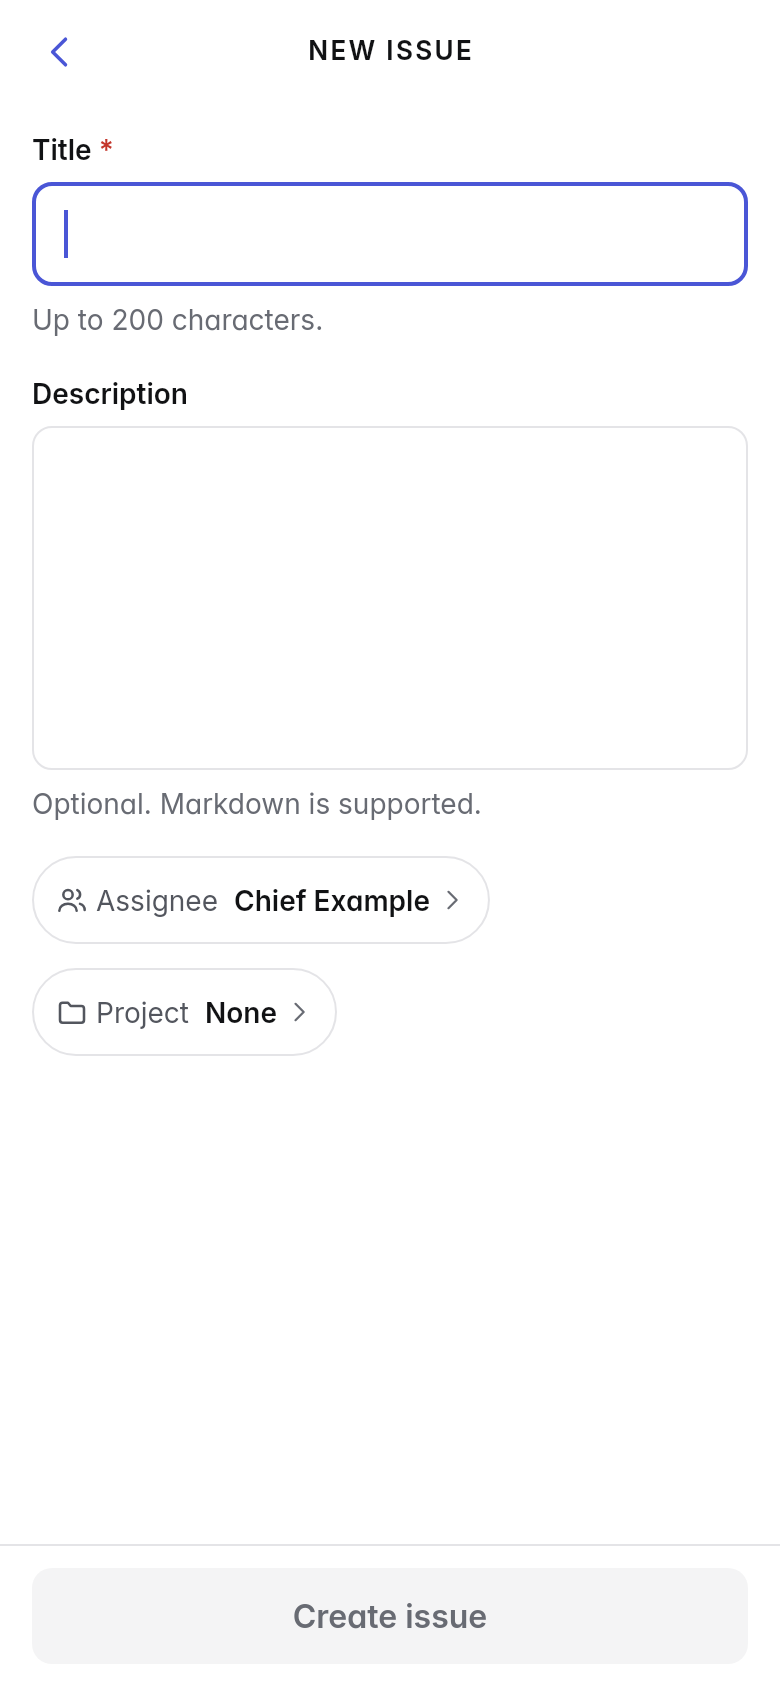 NEW ISSUE
Title *
Up to 200 characters.
Description
Optional. Markdown is supported.
Assignee Chief Example
Project None
Create issue